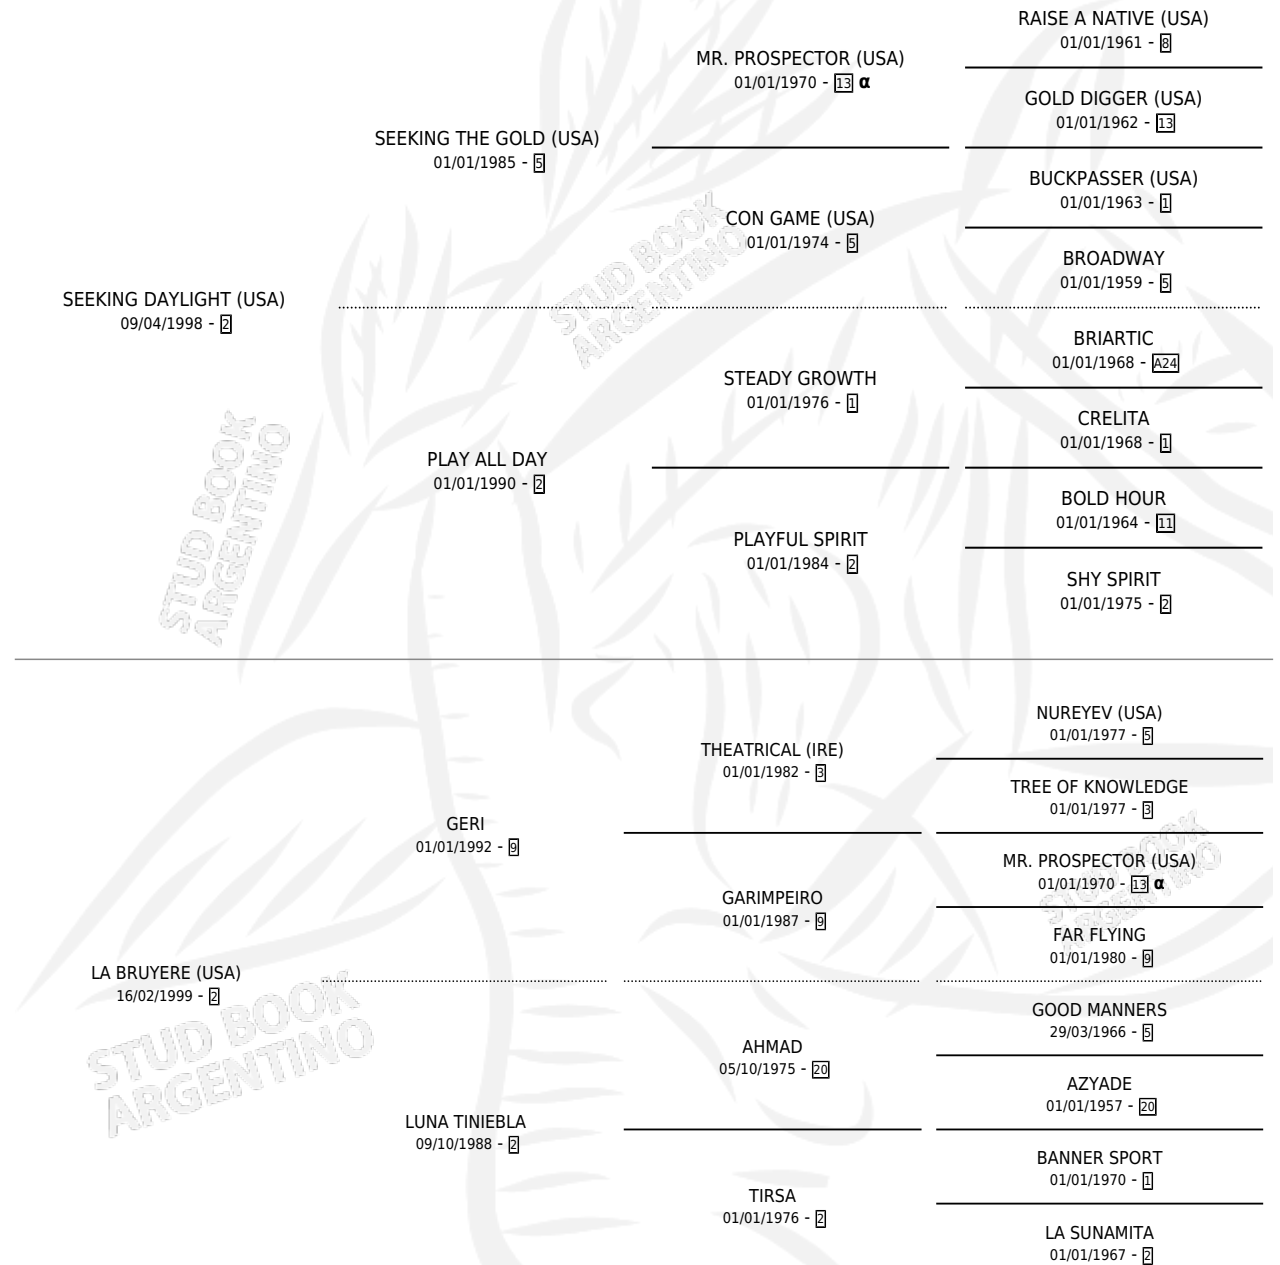 RAISE A NATIVE (USA)
01/01/1961 - 8
MR. PROSPECTOR (USA)
01/01/1970 - 13 α
GOLD DIGGER (USA)
01/01/1962 - 13
SEEKING THE GOLD (USA)
01/01/1985 - 5
BUCKPASSER (USA)
01/01/1963 - 1
CON GAME (USA)
01/01/1974 - 5
BROADWAY
01/01/1959 - 5
SEEKING DAYLIGHT (USA)
09/04/1998 - 2
STUD BOOK
ARGENTINO
BRIARTIC
01/01/1968 - A24
STEADY GROWTH
01/01/1976 - 1
CRELITA
01/01/1968 - 1
PLAY ALL DAY
01/01/1990 - 2
BOLD HOUR
01/01/1964 - 11
PLAYFUL SPIRIT
01/01/1984 - 2
SHY SPIRIT
01/01/1975 - 2
STUD BOOK
ARGENTINO
NUREYEV (USA)
01/01/1977 - 5
THEATRICAL (IRE)
01/01/1982 - 3
TREE OF KNOWLEDGE
01/01/1977 - 3
GERI
01/01/1992 - 9
MR. PROSPECTOR (USA)
01/01/1970 - 13 α
GARIMPEIRO
01/01/1987 - 9
STUD BOOK
ARGENTINO
FAR FLYING
01/01/1980 - 9
LA BRUYERE (USA)
16/02/1999 - 2
STUD BOOK
ARGENTINO
GOOD MANNERS
29/03/1966 - 5
AHMAD
05/10/1975 - 20
AZYADE
01/01/1957 - 20
LUNA TINIEBLA
09/10/1988 - 2
BANNER SPORT
01/01/1970 - 1
TIRSA
01/01/1976 - 2
LA SUNAMITA
01/01/1967 - 2